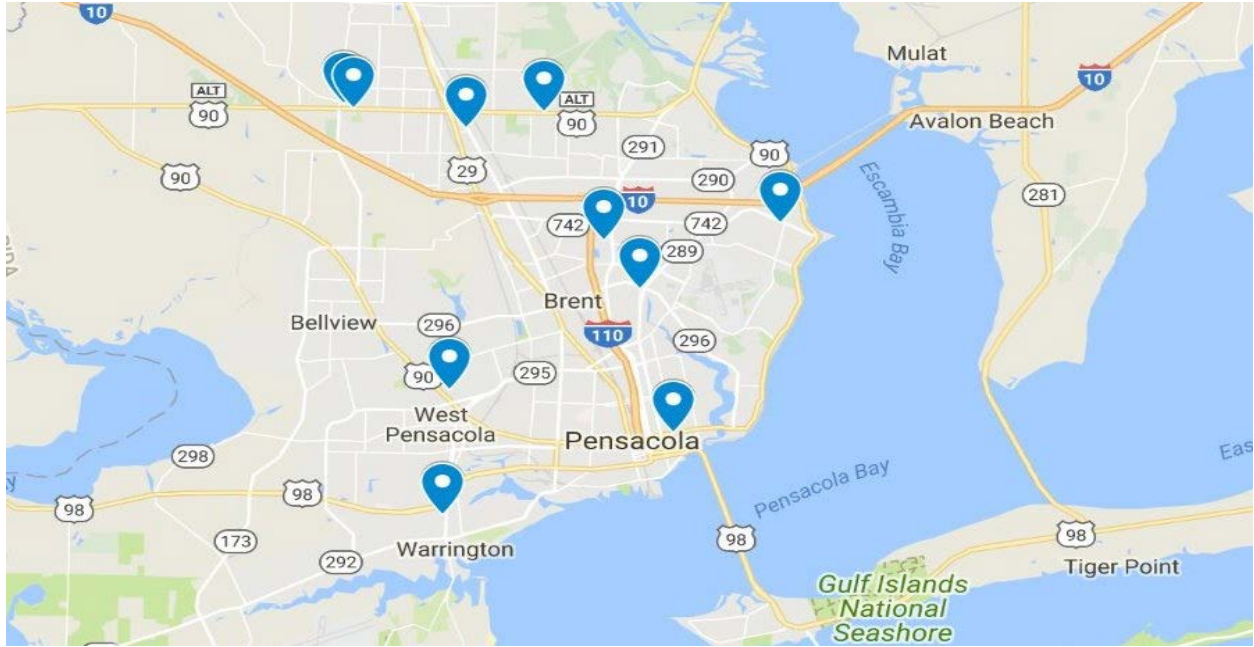 10
Mulat
10
ALT
90
ALT
90
Avalon Beach
291
90
29
90
290
10
281
742
742
Escambia Bay
289
Brent
Bellview
296
110
296
90
295
West
Pensacola
Pensacola
298
98
98
Pensacola Bay
Eas
173
98
98
Warrington
292
Tiger Point
Gulf Islands
National
Seashore